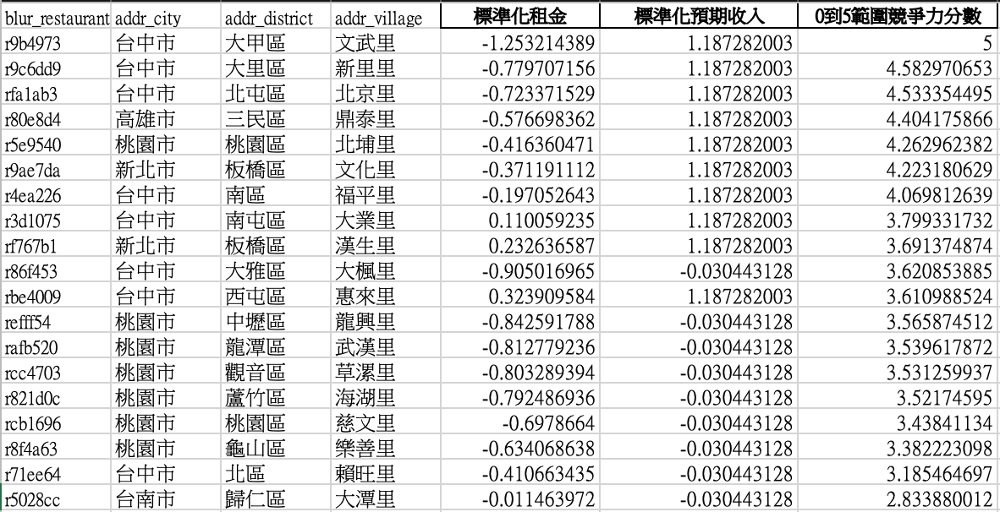 blur_restaurant addr_city addr_district addr_village 標準化租金 標準化預期收入 0到5範圍競爭力分數
r9b4973 台中市 大甲區 文武里 -1.253214389 1.187282003 5
r9c6dd9 台中市 大里區 新里里 -0.779707156 1.187282003 4.582970653
rfa1ab3 台中市 北屯區 北京里 -0.723371529 1.187282003 4.533354495
r80e8d4 高雄市 三民區 鼎泰里 -0.576698362 1.187282003 4.404175866
r5e9540 桃園市 桃園區 北埔里 -0.416360471 1.187282003 4.262962382
r9ae7da 新北市 板橋區 文化里 -0.371191112 1.187282003 4.223180629
r4ea226 台中市 南區 福平里 -0.197052643 1.187282003 4.069812639
r3d1075 台中市 南屯區 大業里 0.110059235 1.187282003 3.799331732
rf767b1 新北市 板橋區 漢生里 0.232636587 1.187282003 3.691374874
r86f453 台中市 大雅區 大楓里 -0.905016965 -0.030443128 3.620853885
rbe4009 台中市 西屯區 惠來里 0.323909584 1.187282003 3.610988524
refff54 桃園市 中壢區 龍興里 -0.842591788 -0.030443128 3.565874512
rafb520 桃園市 龍潭區 武漢里 -0.812779236 -0.030443128 3.539617872
rcc4703 桃園市 觀音區 草漯里 -0.803289394 -0.030443128 3.531259937
r821d0c 桃園市 蘆竹區 海湖里 -0.792486936 -0.030443128 3.52174595
rcb1696 桃園市 桃園區 慈文里 -0.6978664 -0.030443128 3.43841134
r8f4a63 桃園市 龜山區 樂善里 -0.634068638 -0.030443128 3.382223098
r71ee64 台中市 北區 賴旺里 -0.410663435 -0.030443128 3.185464697
r5028cc 台南市 歸仁區 大潭里 -0.011463972 -0.030443128 2.833880012